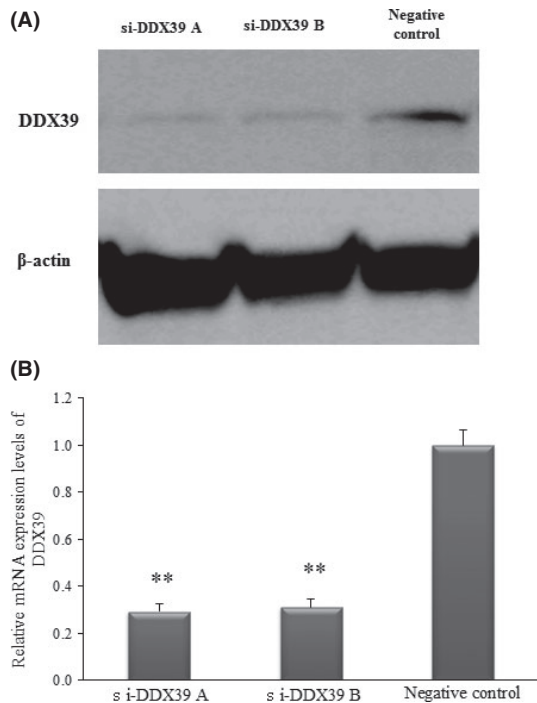 (A)
si-DDX39 A
si-DDX39 B
Negative
control
DDX39
β-actin
(B)
Relative mRNA expression levels of
DDX39
1.2
1.0
0.8
0.6
0.4
0.2
0.0
**
**
s i-DDX39 A
s i-DDX39 B
Negative control